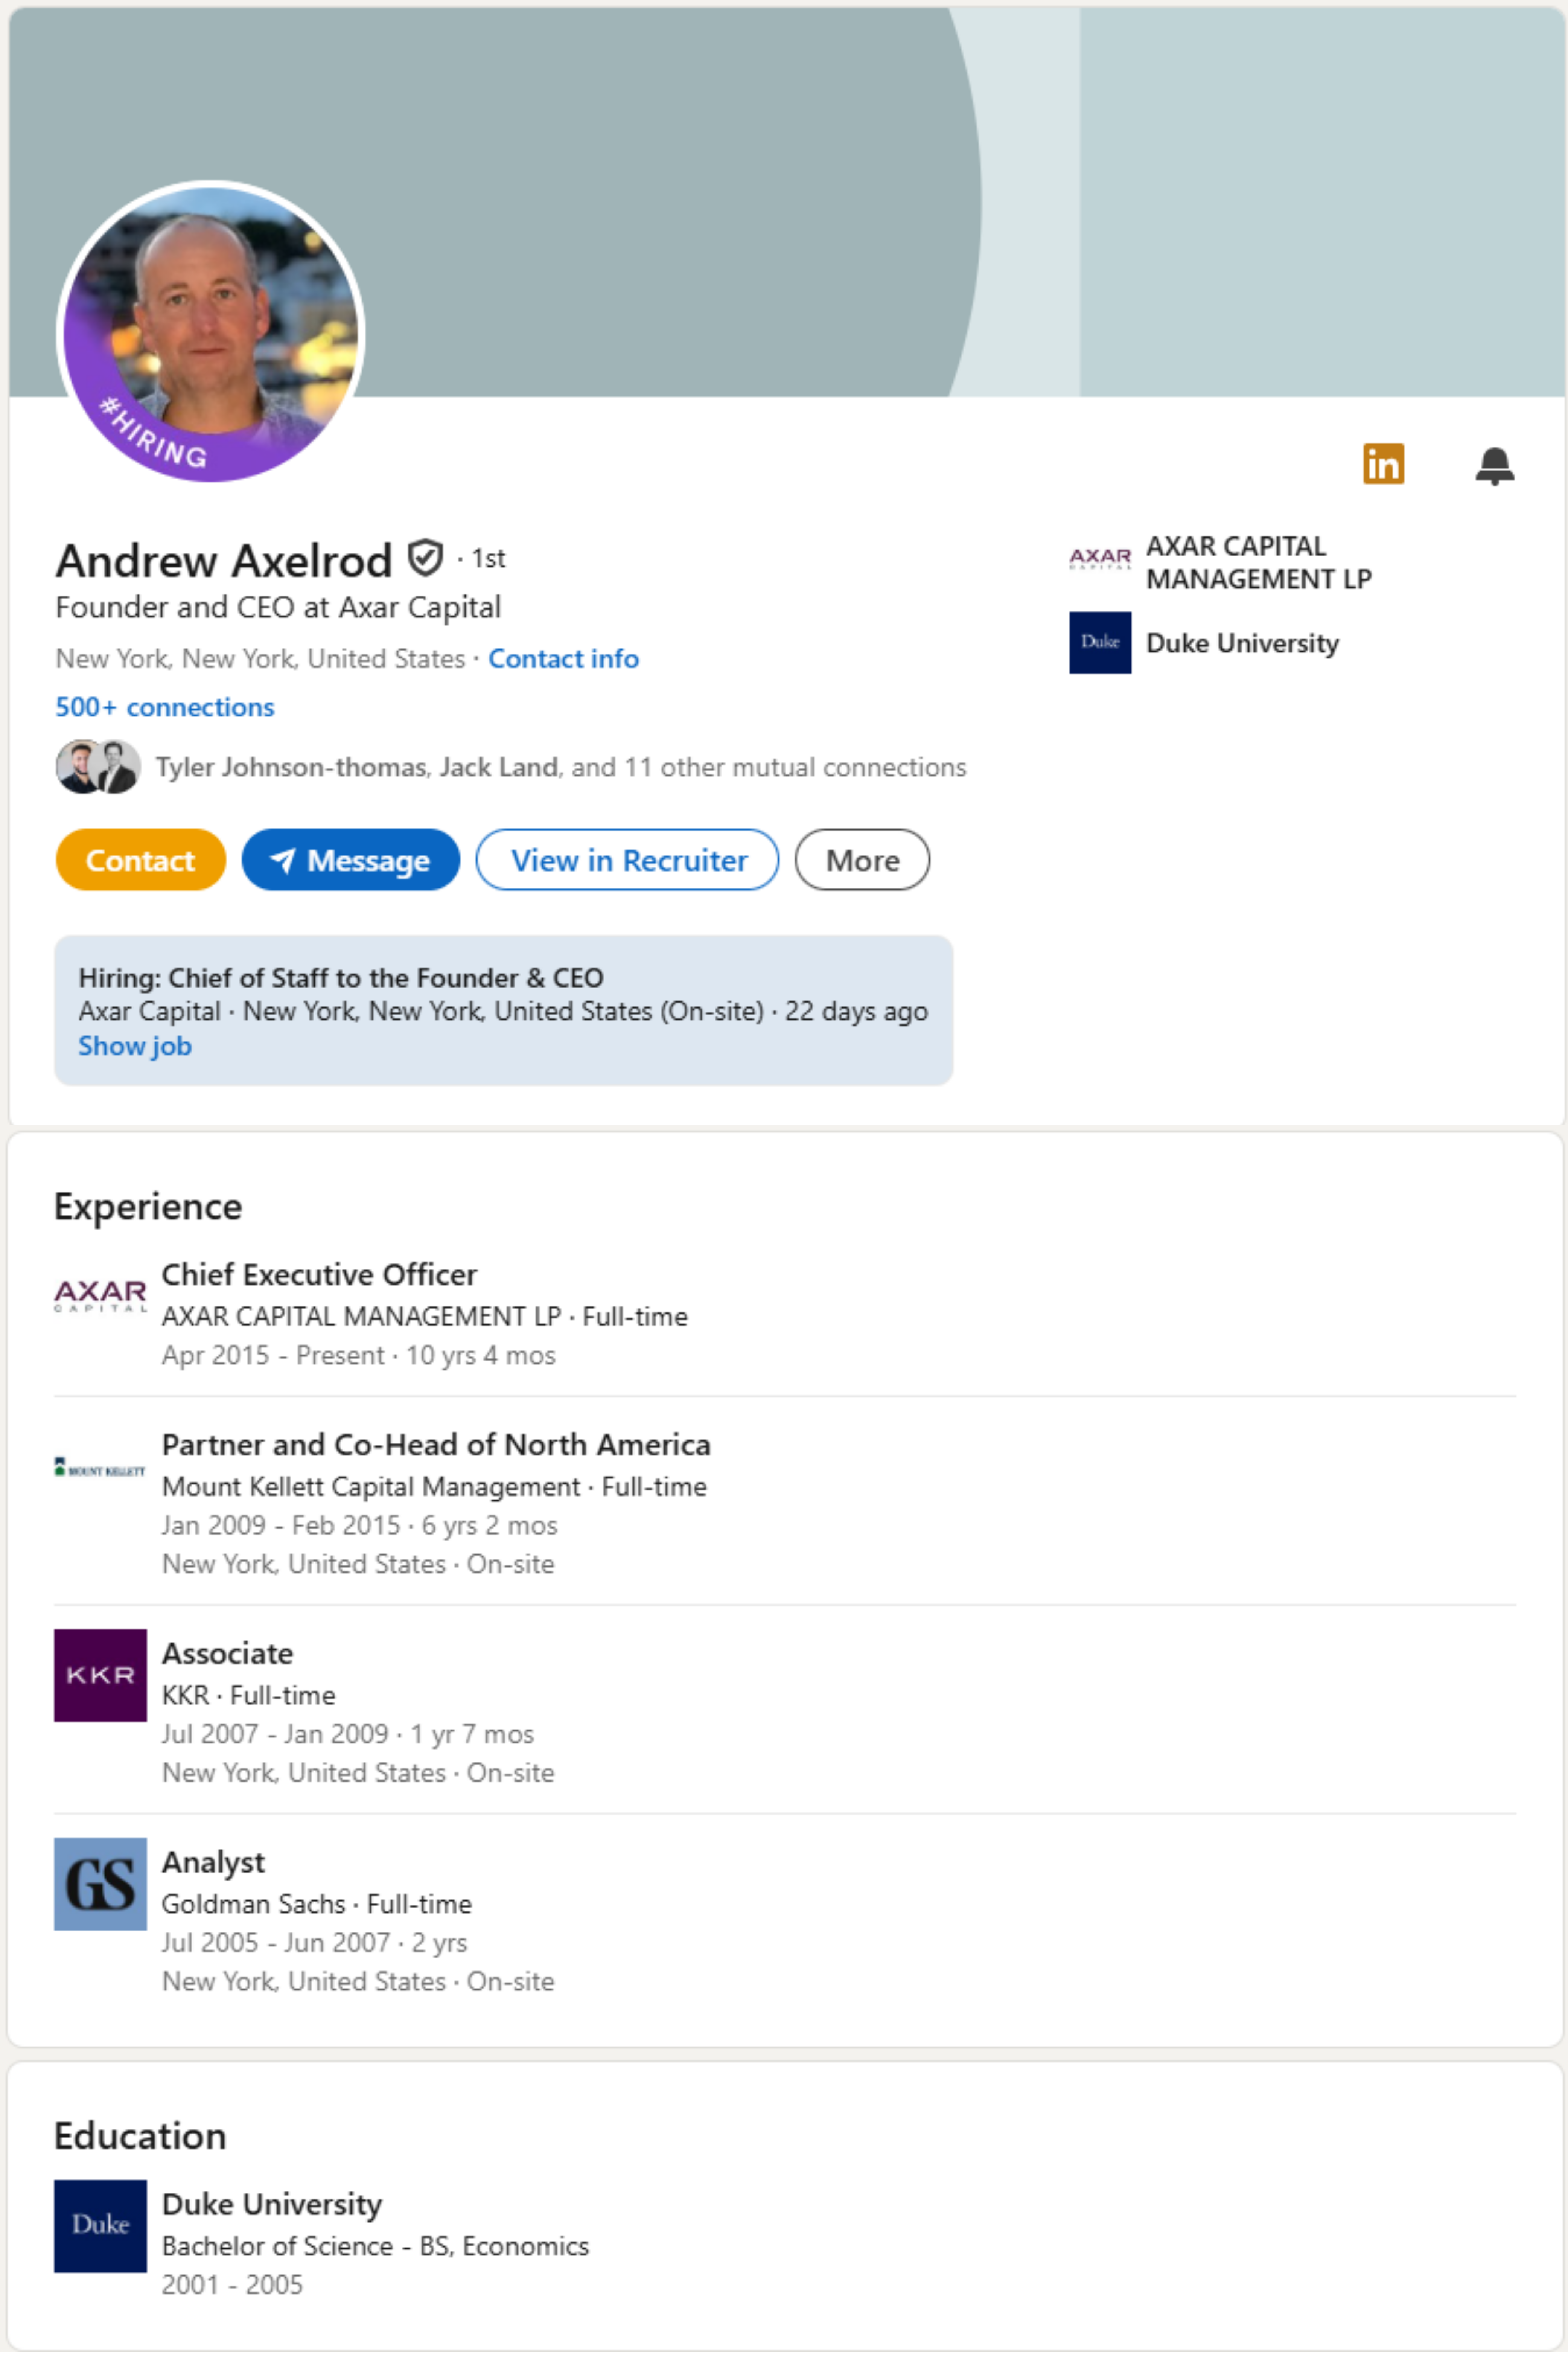 #HIRING
in
Andrew Axelrod · 1st
Founder and CEO at Axar Capital
New York, New York, United States · Contact info
500+ connections
Tyler Johnson-thomas, Jack Land, and 11 other mutual connections
AXAR
CAPITAL
AXAR CAPITAL
MANAGEMENT LP
Duke
Duke University
Contact
Message
View in Recruiter
More
Hiring: Chief of Staff to the Founder & CEO
Axar Capital · New York, New York, United States (On-site) · 22 days ago
Show job
Experience
AXAR
CAPITAL
Chief Executive Officer
AXAR CAPITAL MANAGEMENT LP · Full-time
Apr 2015 - Present · 10 yrs 4 mos
MOUNT KELLETT
Partner and Co-Head of North America
Mount Kellett Capital Management · Full-time
Jan 2009 - Feb 2015 · 6 yrs 2 mos
New York, United States · On-site
KKR
Associate
KKR · Full-time
Jul 2007 - Jan 2009 · 1 yr 7 mos
New York, United States · On-site
GS
Analyst
Goldman Sachs · Full-time
Jul 2005 - Jun 2007 · 2 yrs
New York, United States · On-site
Education
Duke
Duke University
Bachelor of Science - BS, Economics
2001 - 2005